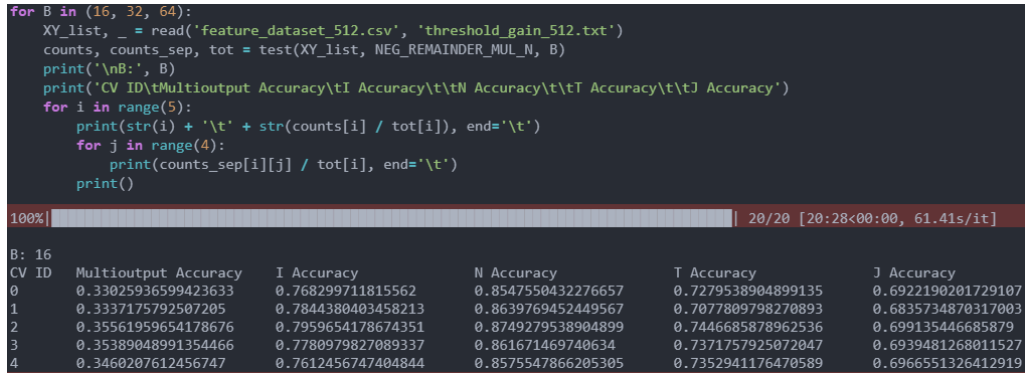 for B in (16, 32, 64):
    XY_list, _ = read('feature_dataset_512.csv', 'threshold_gain_512.txt')
    counts, counts_sep, tot = test(XY_list, NEG_REMAINDER_MUL_N, B)
    print('\nB:', B)
    print('CV ID\tMultioutput Accuracy\tI Accuracy\t\tN Accuracy\t\tT Accuracy\t\tJ Accuracy')
    for i in range(5):
        print(str(i) + '\t' + str(counts[i] / tot[i]), end='\t')
        for j in range(4):
            print(counts_sep[i][j] / tot[i], end='\t')
        print()
100%| | 20/20 [20:28<00:00, 61.41s/it]
B: 16
CV ID Multioutput Accuracy I Accuracy N Accuracy T Accuracy J Accuracy
0 0.33025936599423633 0.768299711815562 0.8547550432276657 0.7279538904899135 0.6922190201729107
1 0.3337175792507205 0.7844380403458213 0.8639769452449567 0.7077809798270893 0.6835734870317003
2 0.35561959654178676 0.7959654178674351 0.8749279538904899 0.7446685878962536 0.699135446685879
3 0.35389048991354466 0.7780979827089337 0.861671469740634 0.7371757925072047 0.6939481268011527
4 0.3460207612456747 0.7612456747404844 0.8575547866205305 0.7352941176470589 0.6966551326412919